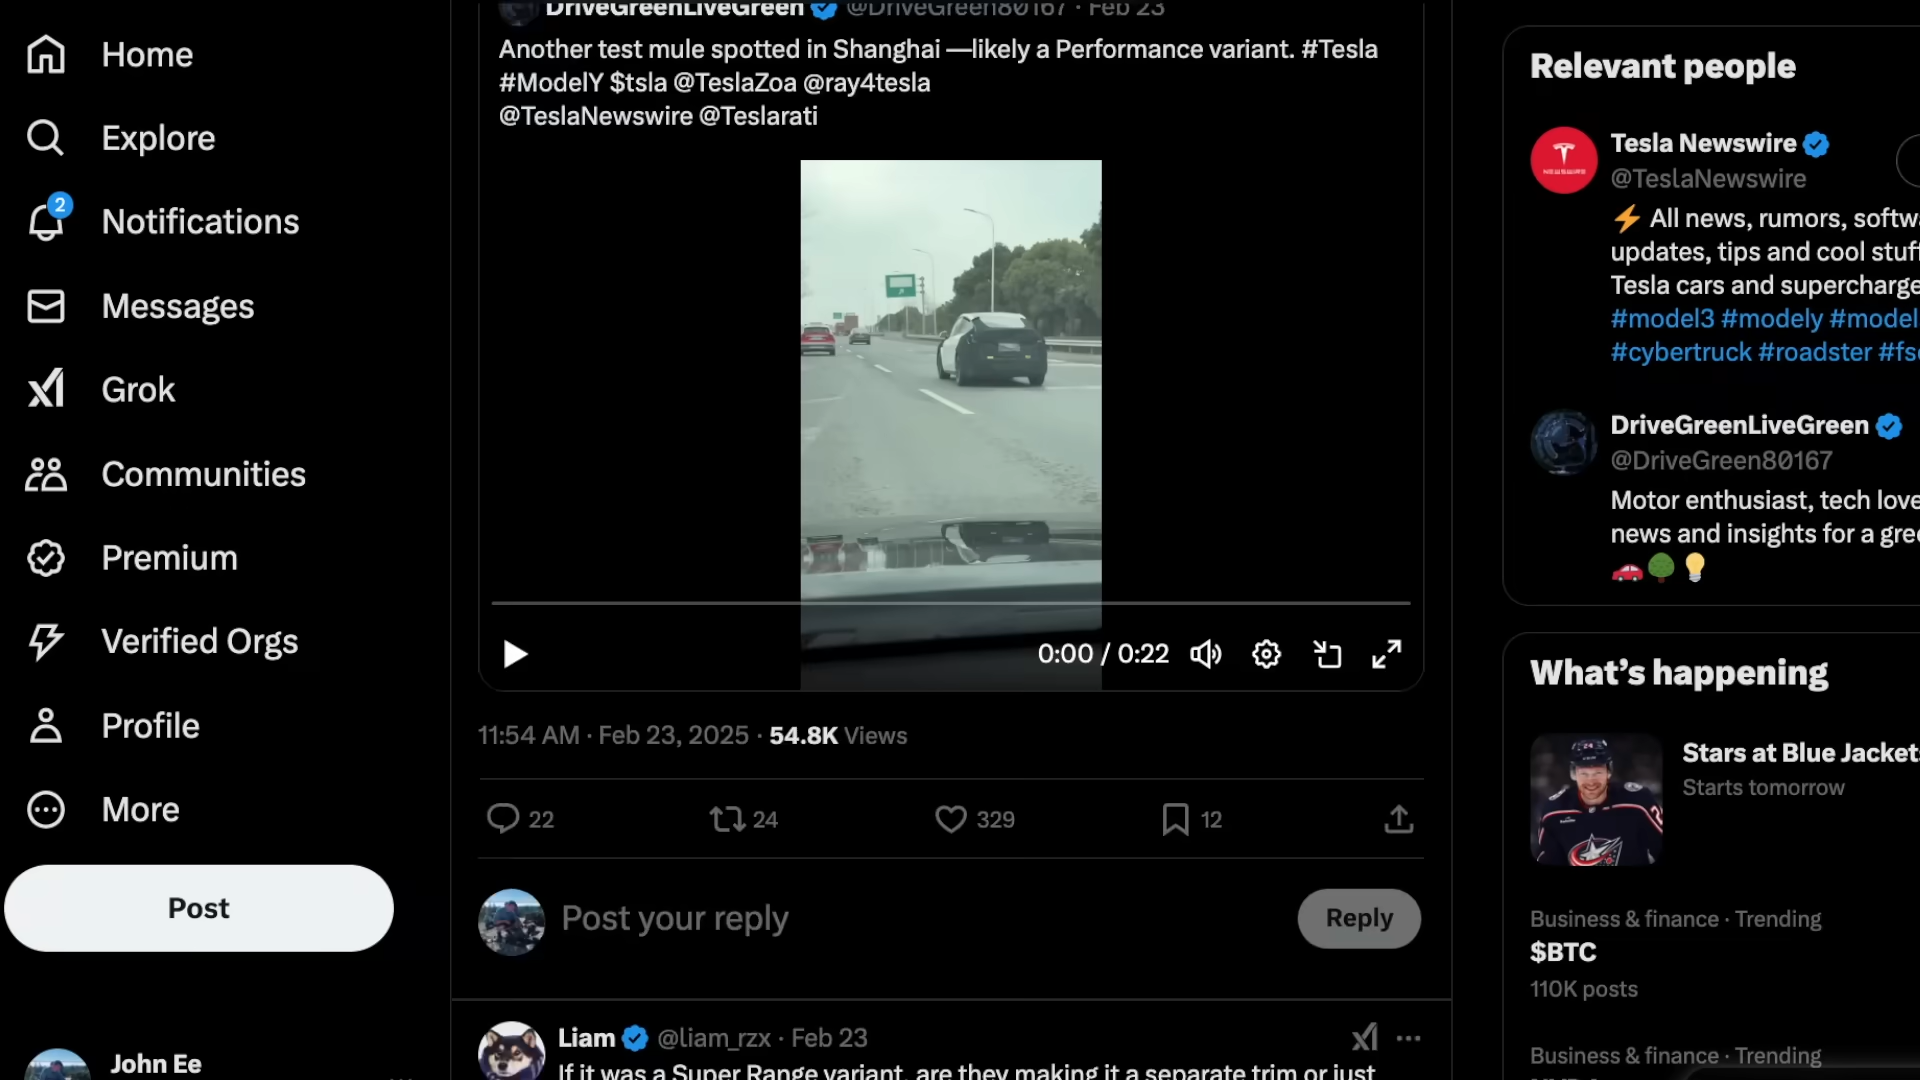 Home
Explore
2
Notifications
Messages
Grok
Communities
Premium
Verified Orgs
Profile
More
Post
John Ee
DriveGreenLiveGreen @DriveGreen80167 · Feb 23
Another test mule spotted in Shanghai —likely a Performance variant. #Tesla
#ModelY $tsla @TeslaZoa @ray4tesla
@TeslaNewswire @Teslarati
0:00 / 0:22
11:54 AM · Feb 23, 2025 · 54.8K Views
22
24
329
12
Post your reply
Reply
Liam @liam_rzx · Feb 23
If it was a Super Range variant, are they making it a separate trim or just
Relevant people
Tesla Newswire
@TeslaNewswire
⚡ All news, rumors, softw
updates, tips and cool stuf
Tesla cars and supercharge
#model3 #modely #model
#cybertruck #roadster #fs
DriveGreenLiveGreen
@DriveGreen80167
Motor enthusiast, tech love
news and insights for a gre
🚗🌳💡
What's happening
Stars at Blue Jackets
Starts tomorrow
Business & finance · Trending
$BTC
110K posts
Business & finance · Trending